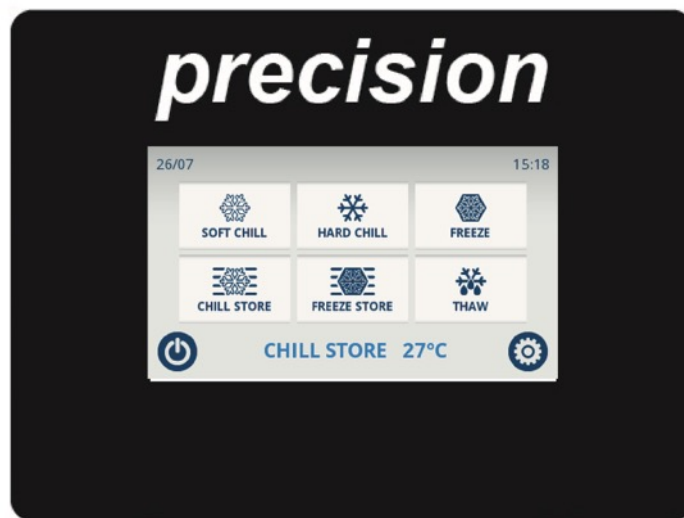 precision
26/07 15:18
SOFT CHILL HARD CHILL FREEZE
CHILL STORE FREEZE STORE THAW
CHILL STORE 27°C